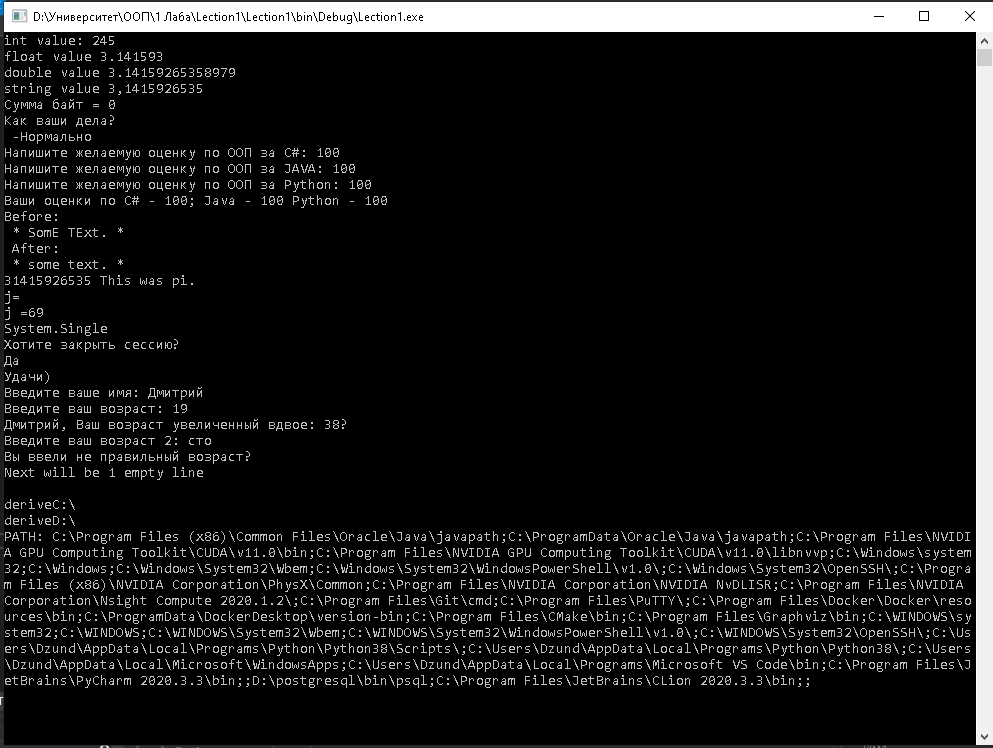 D:\Университет\ООП\1 Лаба\Lection1\Lection1\bin\Debug\Lection1.exe
int value: 245
float value 3.141593
double value 3.14159265358979
string value 3,1415926535
Сумма байт = 0
Как ваши дела?
-Нормально
Напишите желаемую оценку по ООП за C#: 100
Напишите желаемую оценку по ООП за JAVA: 100
Напишите желаемую оценку по ООП за Python: 100
Ваши оценки по C# - 100; Java - 100 Python - 100
Before:
* SomE TExt. *
After:
* some text. *
31415926535 This was pi.
j=
j =69
System.Single
Хотите закрыть сессию?
Да
Удачи)
Введите ваше имя: Дмитрий
Введите ваш возраст: 19
Дмитрий, Ваш возраст увеличенный вдвое: 38?
Введите ваш возраст 2: сто
Вы ввели не правильный возраст?
Next will be 1 empty line
deriveC:\
deriveD:\
PATH: C:\Program Files (x86)\Common Files\Oracle\Java\javapath;C:\ProgramData\Oracle\Java\javapath;C:\Program Files\NVIDI
A GPU Computing Toolkit\CUDA\v11.0\bin;C:\Program Files\NVIDIA GPU Computing Toolkit\CUDA\v11.0\libnvvp;C:\Windows\system
32;C:\Windows;C:\Windows\System32\Wbem;C:\Windows\System32\WindowsPowerShell\v1.0\;C:\Windows\System32\OpenSSH\;C:\Progra
m Files (x86)\NVIDIA Corporation\PhysX\Common;C:\Program Files\NVIDIA Corporation\NVIDIA NvDLISR;C:\Program Files\NVIDIA
Corporation\Nsight Compute 2020.1.2\;C:\Program Files\Git\cmd;C:\Program Files\PuTTY\;C:\Program Files\Docker\Docker\reso
urces\bin;C:\ProgramData\DockerDesktop\version-bin;C:\Program Files\CMake\bin;C:\Program Files\Graphviz\bin;C:\WINDOWS\sy
stem32;C:\WINDOWS;C:\WINDOWS\System32\Wbem;C:\WINDOWS\System32\WindowsPowerShell\v1.0\;C:\WINDOWS\System32\OpenSSH\;C:\Us
ers\Dzund\AppData\Local\Programs\Python\Python38\Scripts\;C:\Users\Dzund\AppData\Local\Programs\Python\Python38\;C:\Users
\Dzund\AppData\Local\Microsoft\WindowsApps;C:\Users\Dzund\AppData\Local\Programs\Microsoft VS Code\bin;C:\Program Files\J
etBrains\PyCharm 2020.3.3\bin;;D:\postgresql\bin\psql;C:\Program Files\JetBrains\CLion 2020.3.3\bin;;